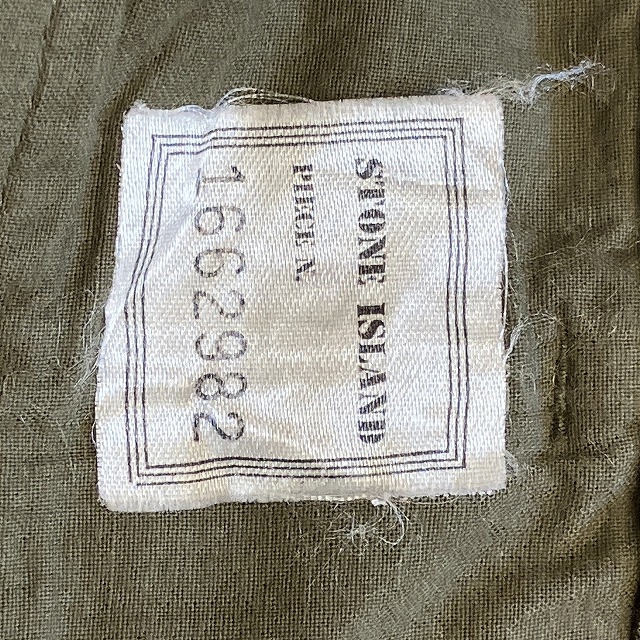 STONE ISLAND
PIECE N.
1662982